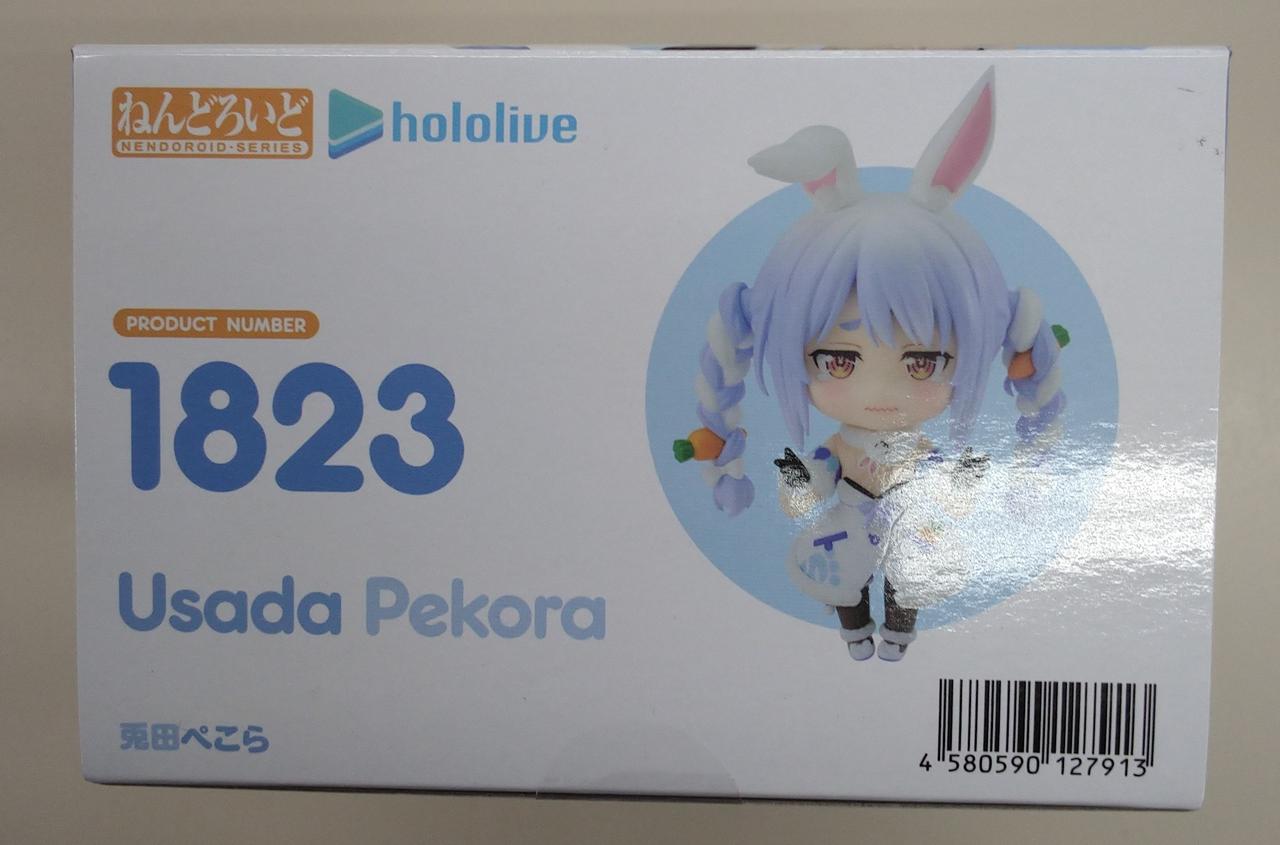 ねんどろいど
NENDOROID·SERIES
hololive
PRODUCT NUMBER
1823
Usada Pekora
兎田ぺこら
4 580590 127913